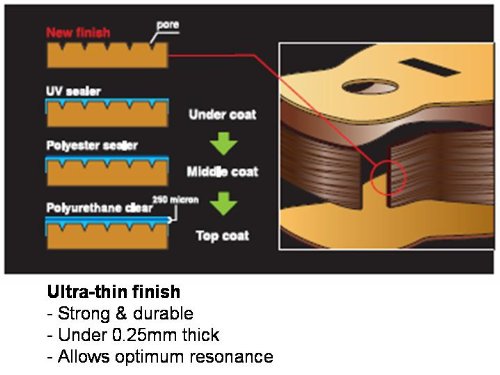 New finish
pore
UV sealer
Under coat
Polyester sealer
Middle coat
Polyurethane clear
250 micron
Top coat
Ultra-thin finish
- Strong & durable
- Under 0.25mm thick
- Allows optimum resonance